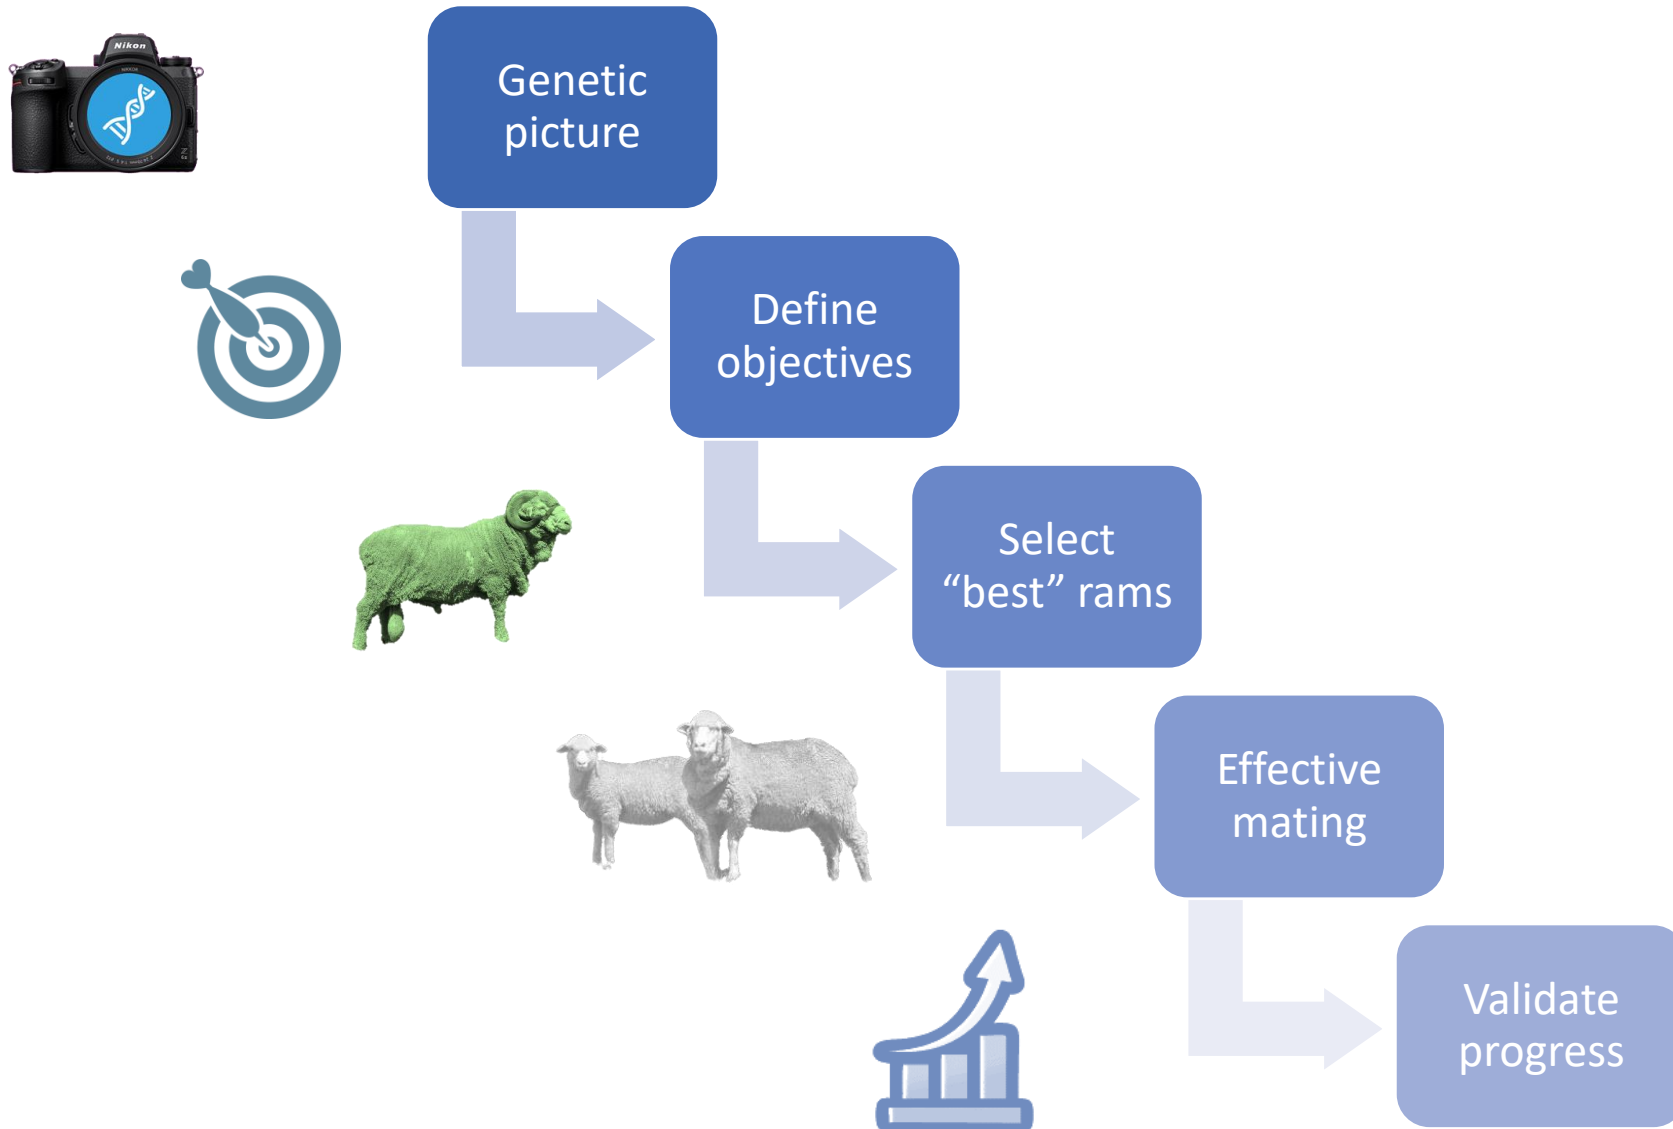 Nikon
Genetic
picture
Define
objectives
Select
“best” rams
Effective
mating
Validate
progress